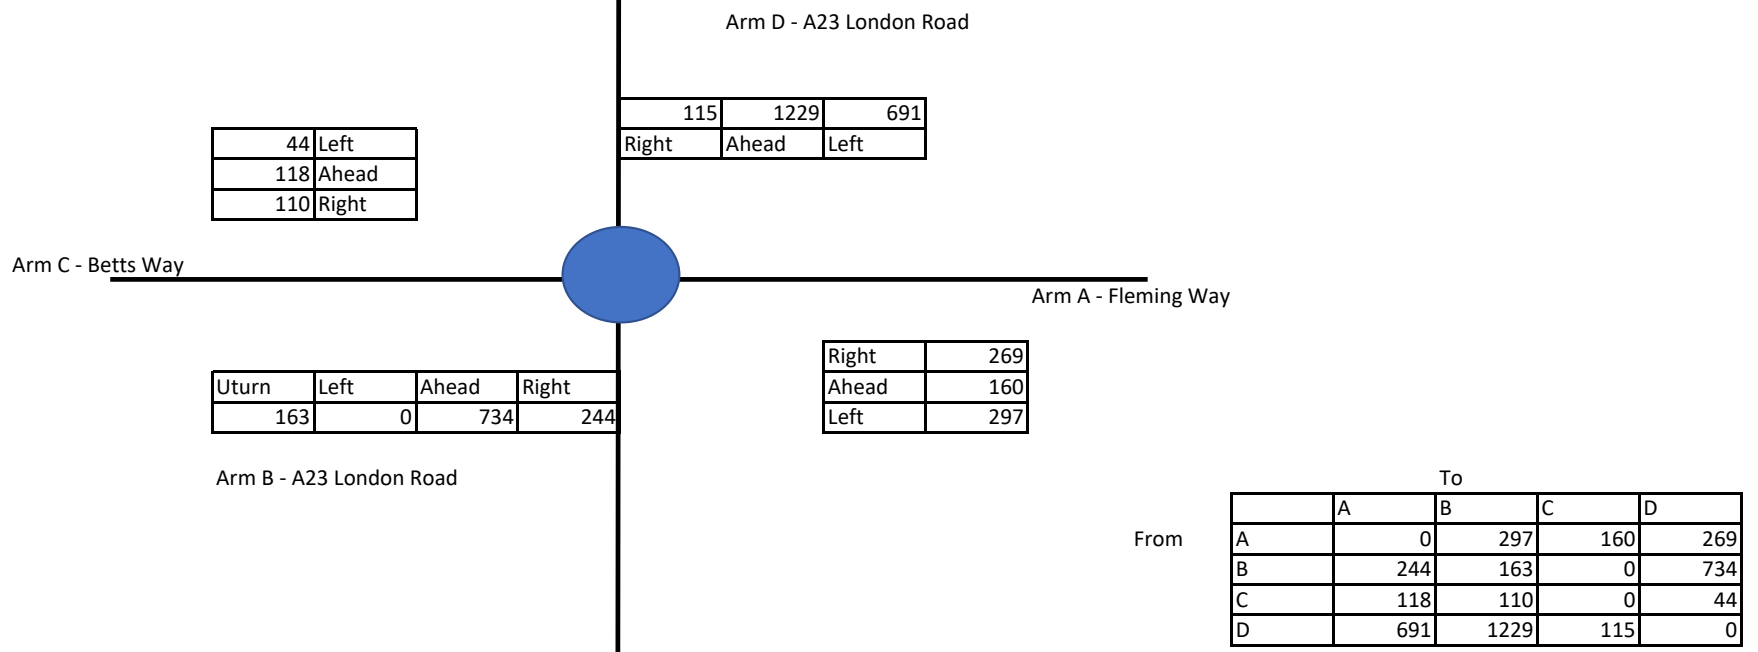 Arm D - A23 London Road
115 1229 691
Right Ahead Left
44 Left
118 Ahead
110 Right
Arm C - Betts Way
Arm A - Fleming Way
Right 269
Ahead 160
Left 297
Uturn Left Ahead Right
163 0 734 244
Arm B - A23 London Road
To
A B C D
From A 0 297 160 269
B 244 163 0 734
C 118 110 0 44
D 691 1229 115 0